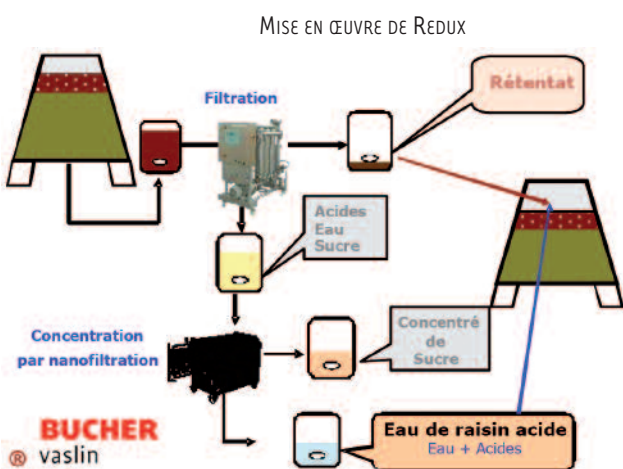 MISE EN ŒUVRE DE REDUX
Filtration
Rétentat
Acides
Eau
Sucre
Concentration
par nanofiltration
Concentré
de
Sucre
Eau de raisin acide
Eau + Acides
BUCHER
® vaslin